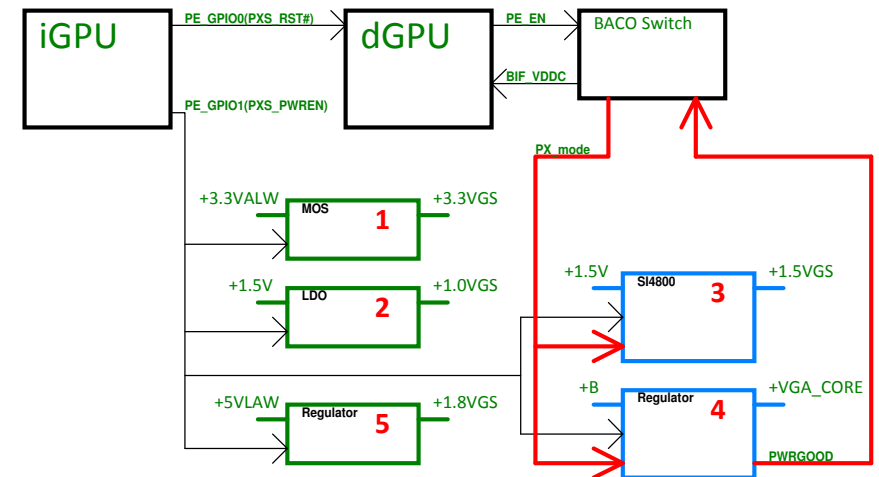 iGPU
PE_GPIO0(PXS_RST#)
dGPU
PE_EN
BACO Switch
BIF_VDDC
PE_GPIO1(PXS_PWREN)
PX_mode
+3.3VALW
MOS
1
+3.3VGS
+1.5V
LDO
2
+1.0VGS
+1.5V
SI4800
3
+1.5VGS
+5VLAW
Regulator
5
+1.8VGS
+B
Regulator
4
+VGA_CORE
PWRGOOD